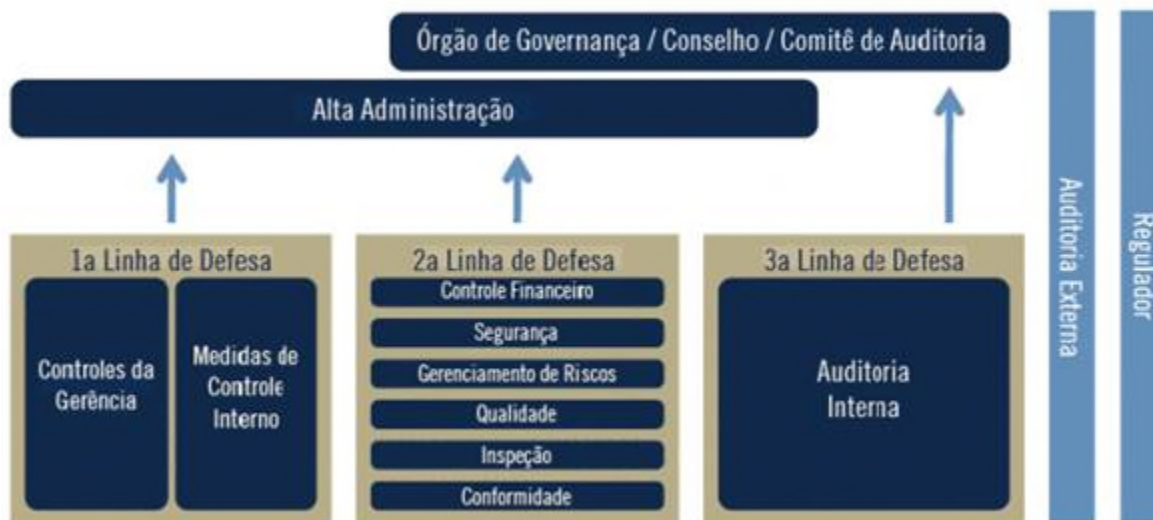 Órgão de Governança / Conselho / Comitê de Auditoria
Alta Administração
1a Linha de Defesa
Controles da
Gerência
Medidas de
Controle
Interno
2a Linha de Defesa
Controle Financeiro
Segurança
Gerenciamento de Riscos
Qualidade
Inspeção
Conformidade
3a Linha de Defesa
Auditoria
Interna
Auditoria Externa
Regulador